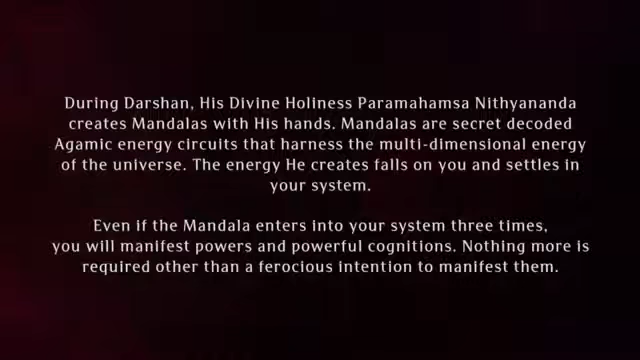 During Darshan, His Divine Holiness Paramahamsa Nithyananda
creates Mandalas with His hands. Mandalas are secret decoded
Agamic energy circuits that harness the multi-dimensional energy
of the universe. The energy He creates falls on you and settles in
your system.
Even if the Mandala enters into your system three times,
you will manifest powers and powerful cognitions. Nothing more is
required other than a ferocious intention to manifest them.